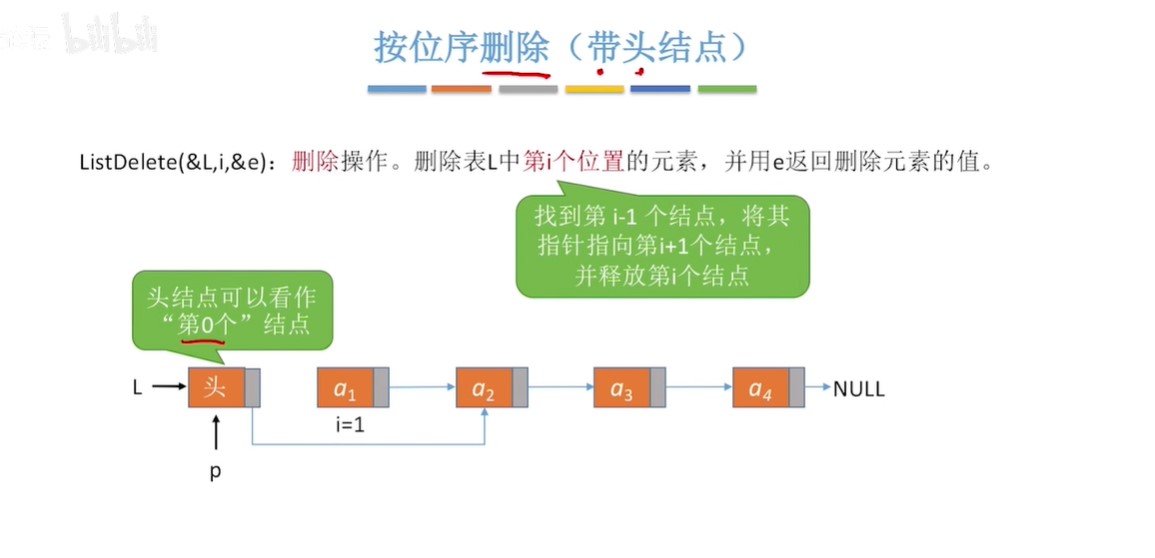 bilibili
按位序删除（带头结点）
ListDelete(&L,i,&e)：删除操作。删除表L中第i个位置的元素，并用e返回删除元素的值。
找到第 i-1 个结点，将其
指针指向第i+1个结点，
并释放第i个结点
头结点可以看作
“第0个”结点
L 头 a1 a2 a3 a4 NULL
i=1
p